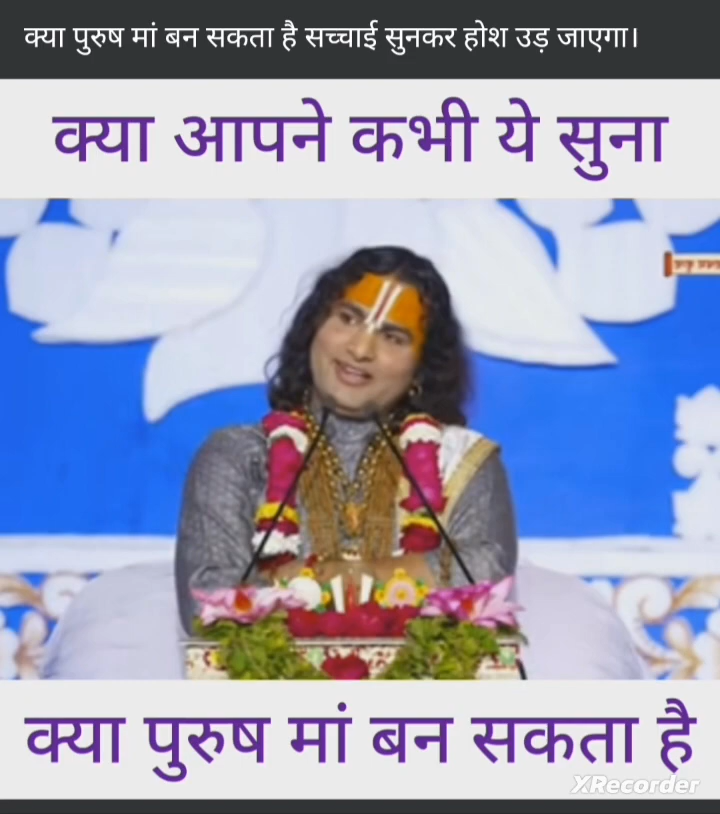 क्या पुरुष मां बन सकता है सच्चाई सुनकर होश उड़ जाएगा।
क्या आपने कभी ये सुना
क्या पुरुष मां बन सकता है
XRecorder